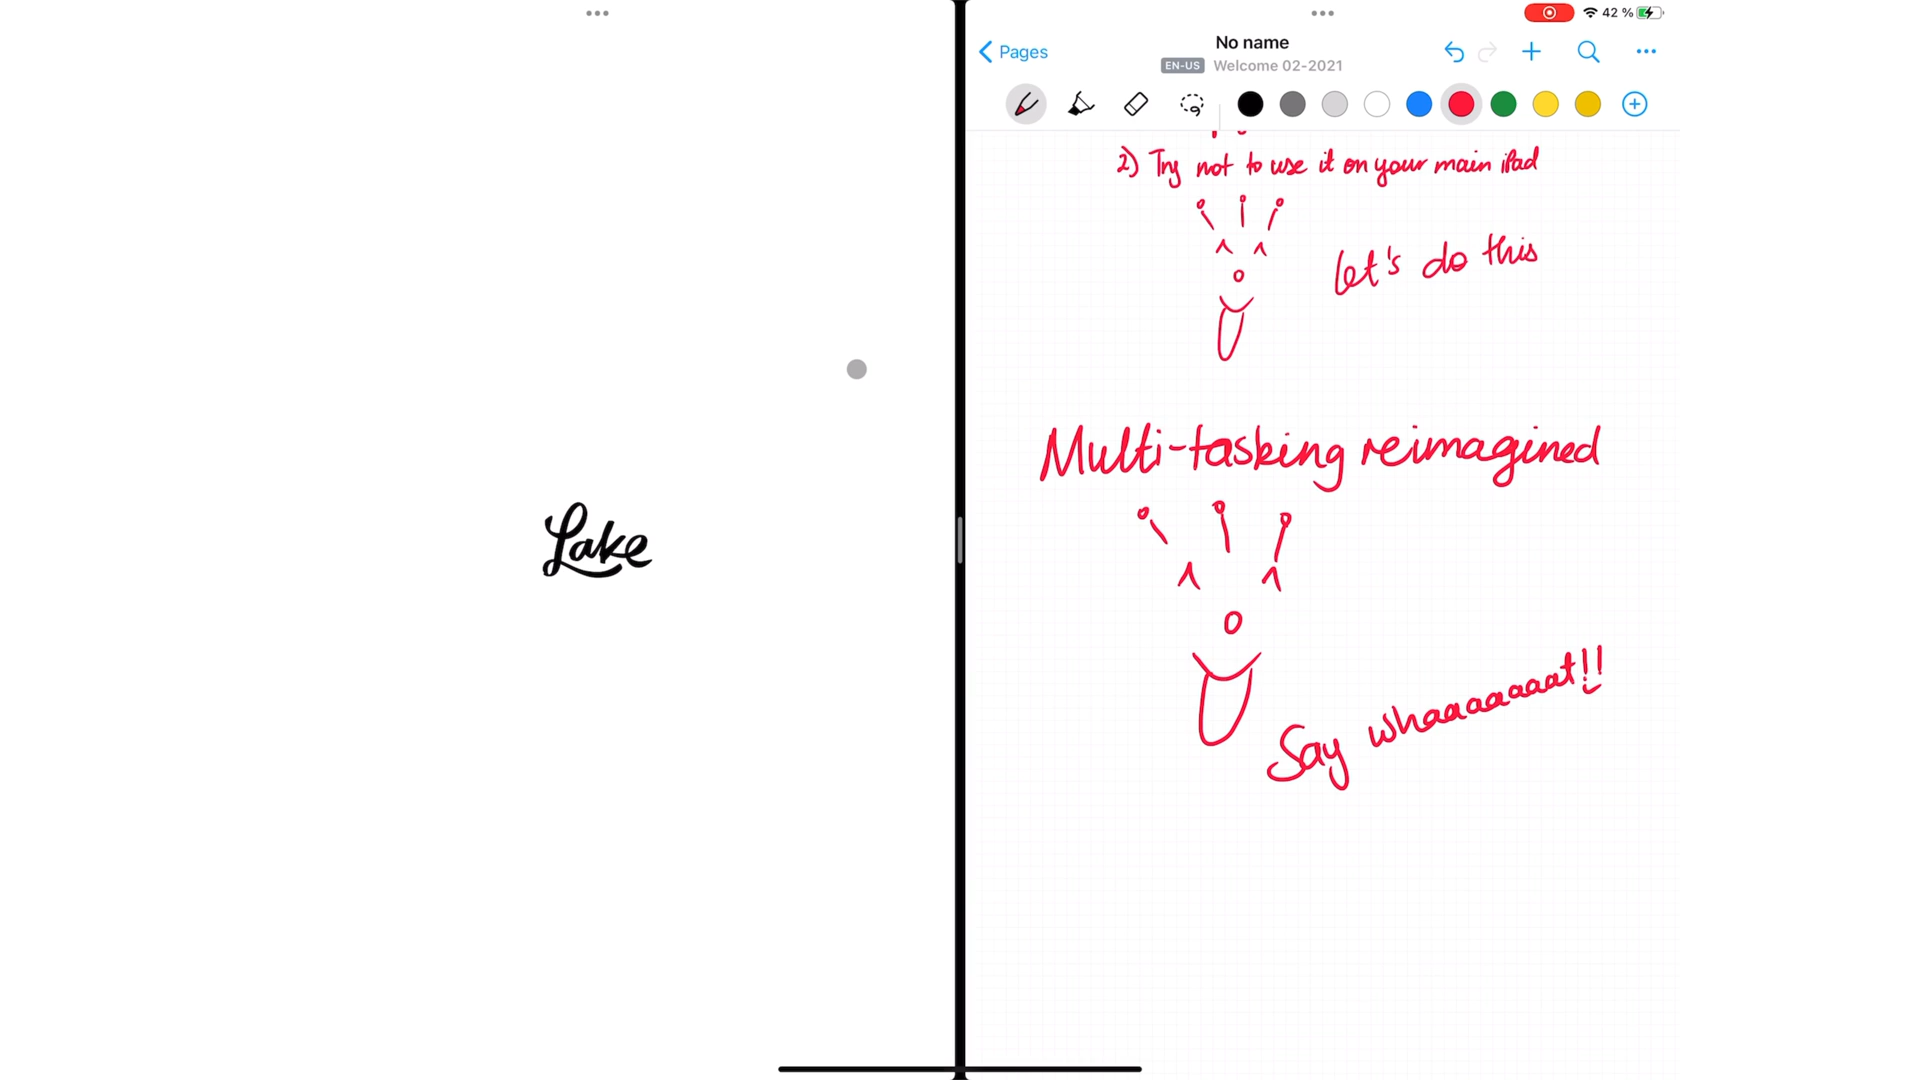 Lake
42 %
Pages
No name
EN-US Welcome 02-2021
2) Try not to use it on your main iPad
Let's do this
Multi-tasking reimagined
Say whaaaaaaat!!